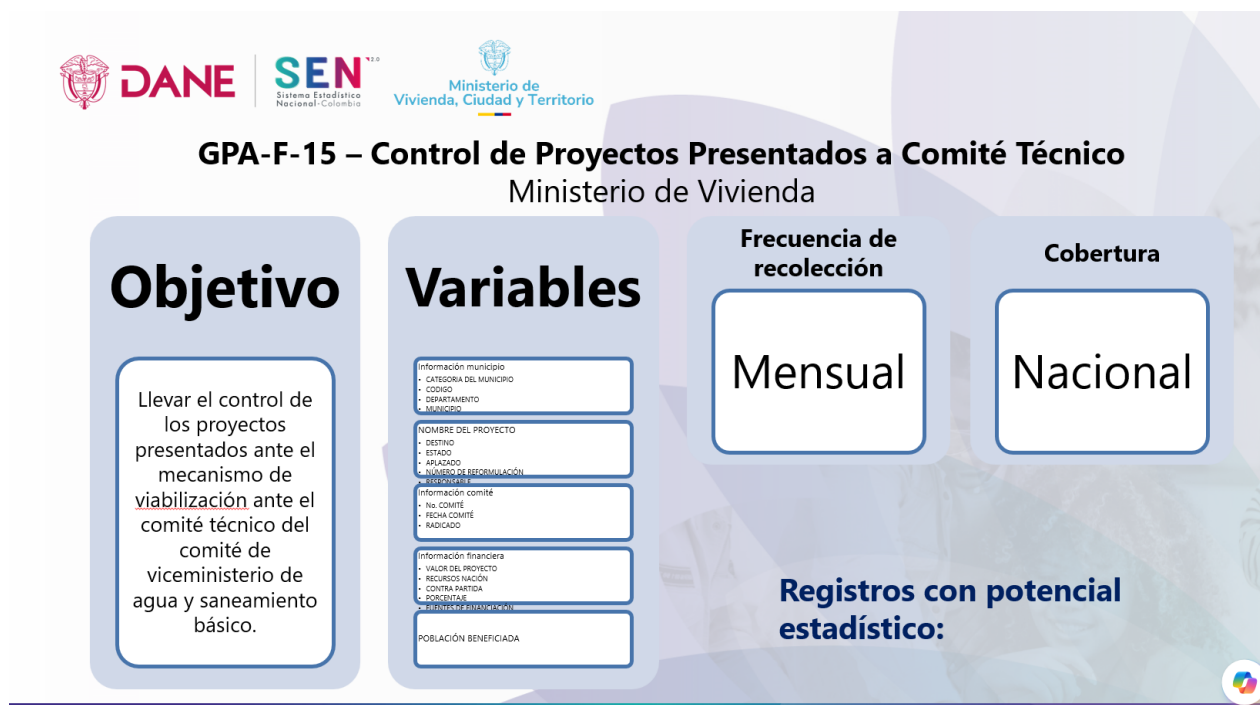 DANE
SEN 2.0
Sistema Estadístico
Nacional-Colombia
Ministerio de
Vivienda, Ciudad y Territorio
GPA-F-15 – Control de Proyectos Presentados a Comité Técnico
Ministerio de Vivienda
Objetivo
Llevar el control de
los proyectos
presentados ante el
mecanismo de
viabilización ante el
comité técnico del
comité de
viceministerio de
agua y saneamiento
básico.
Variables
Información municipio
• CATEGORIA DEL MUNICIPIO
• CODIGO
• DEPARTAMENTO
• MUNICIPIO
NOMBRE DEL PROYECTO
• DESTINO
• ESTADO
• APLAZADO
• NÚMERO DE REFORMULACIÓN
• RESPONSABLE
Información comité
• No. COMITÉ
• FECHA COMITÉ
• RADICADO
Información financiera
• VALOR DEL PROYECTO
• RECURSOS NACIÓN
• CONTRA PARTIDA
• PORCENTAJE
• FUENTES DE FINANCIACIÓN
POBLACIÓN BENEFICIADA
Frecuencia de
recolección
Mensual
Cobertura
Nacional
Registros con potencial
estadístico: